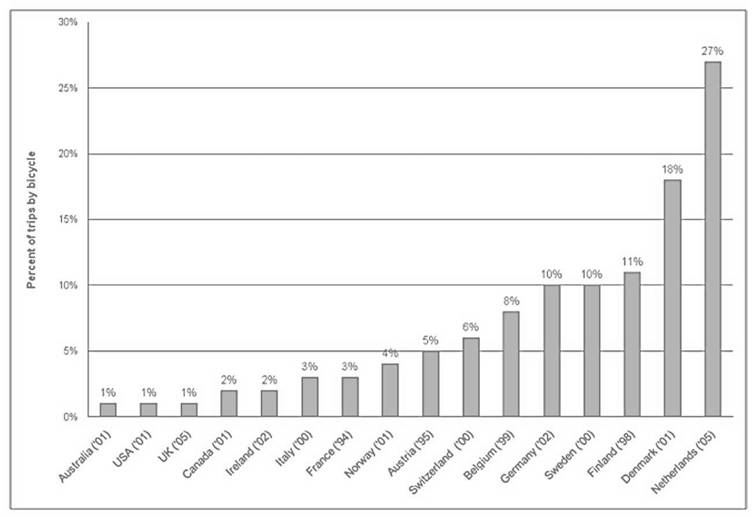 30%
25%
20%
15%
10%
5%
0%
Percent of trips by bicycle
1%
1%
1%
2%
2%
3%
3%
4%
5%
6%
8%
10%
10%
11%
18%
27%
Australia ('01)
USA ('01)
UK ('05)
Canada ('01)
Ireland ('02)
Italy ('00)
France ('94)
Norway ('01)
Austria ('95)
Switzerland ('00)
Belgium ('99)
Germany ('02)
Sweden ('00)
Finland ('98)
Denmark ('01)
Netherlands ('05)